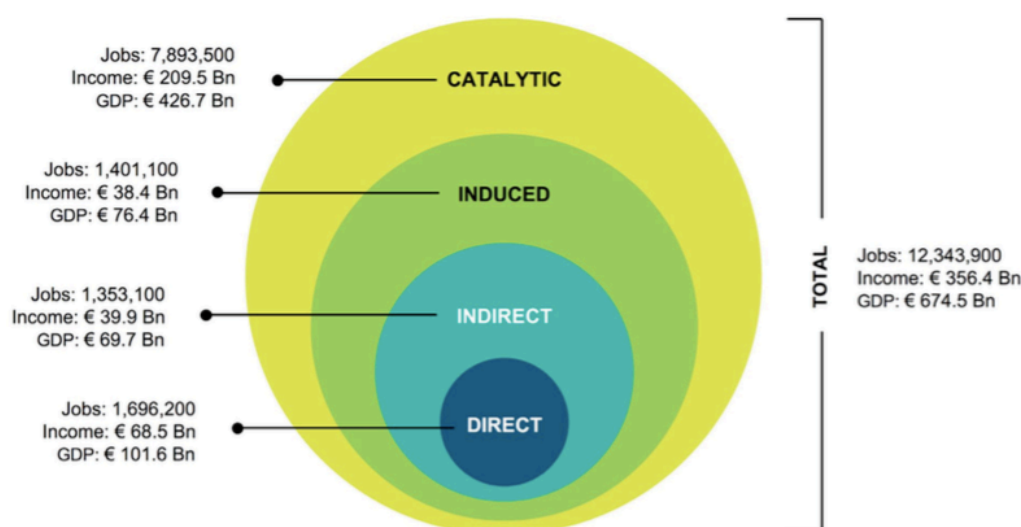 Jobs: 7,893,500
Income: € 209.5 Bn
GDP: € 426.7 Bn
CATALYTIC
Jobs: 1,401,100
Income: € 38.4 Bn
GDP: € 76.4 Bn
INDUCED
Jobs: 1,353,100
Income: € 39.9 Bn
GDP: € 69.7 Bn
INDIRECT
Jobs: 1,696,200
Income: € 68.5 Bn
GDP: € 101.6 Bn
DIRECT
TOTAL
Jobs: 12,343,900
Income: € 356.4 Bn
GDP: € 674.5 Bn